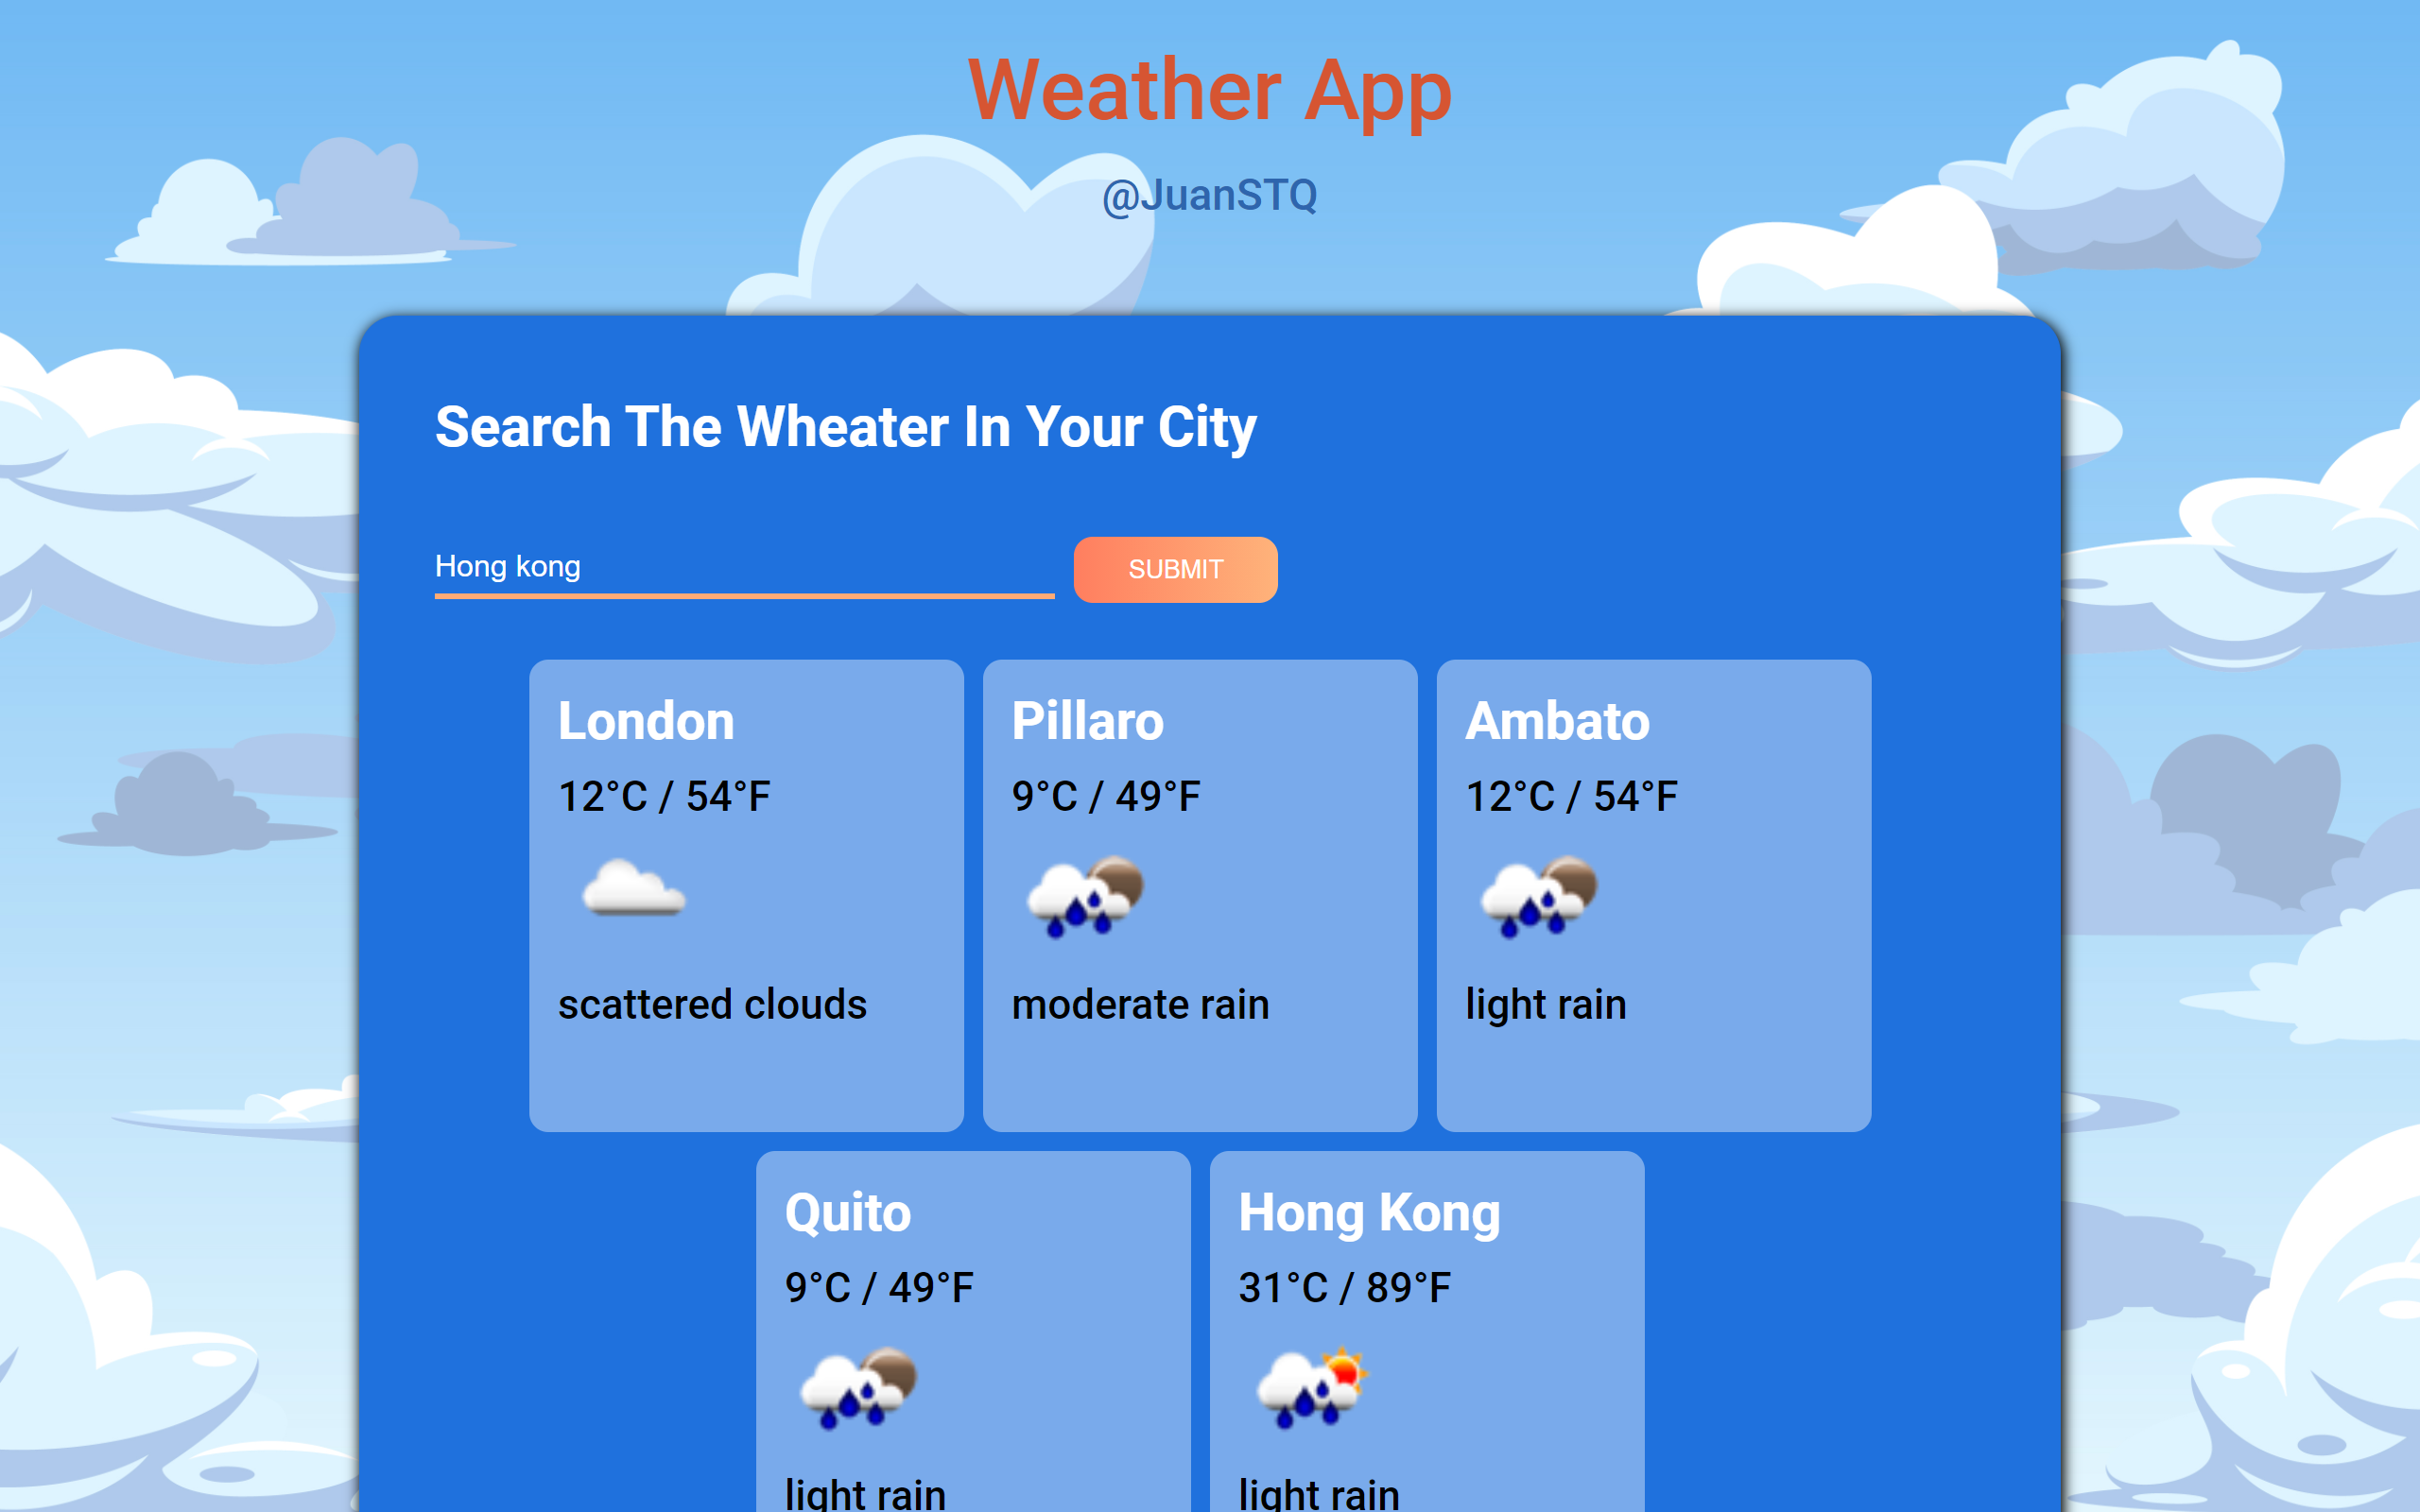 Weather App
@JuanSTQ
Search The Wheater In Your City
Hong kong
SUBMIT
London
12°C / 54°F
scattered clouds
Pillaro
9°C / 49°F
moderate rain
Ambato
12°C / 54°F
light rain
Quito
9°C / 49°F
light rain
Hong Kong
31°C / 89°F
light rain